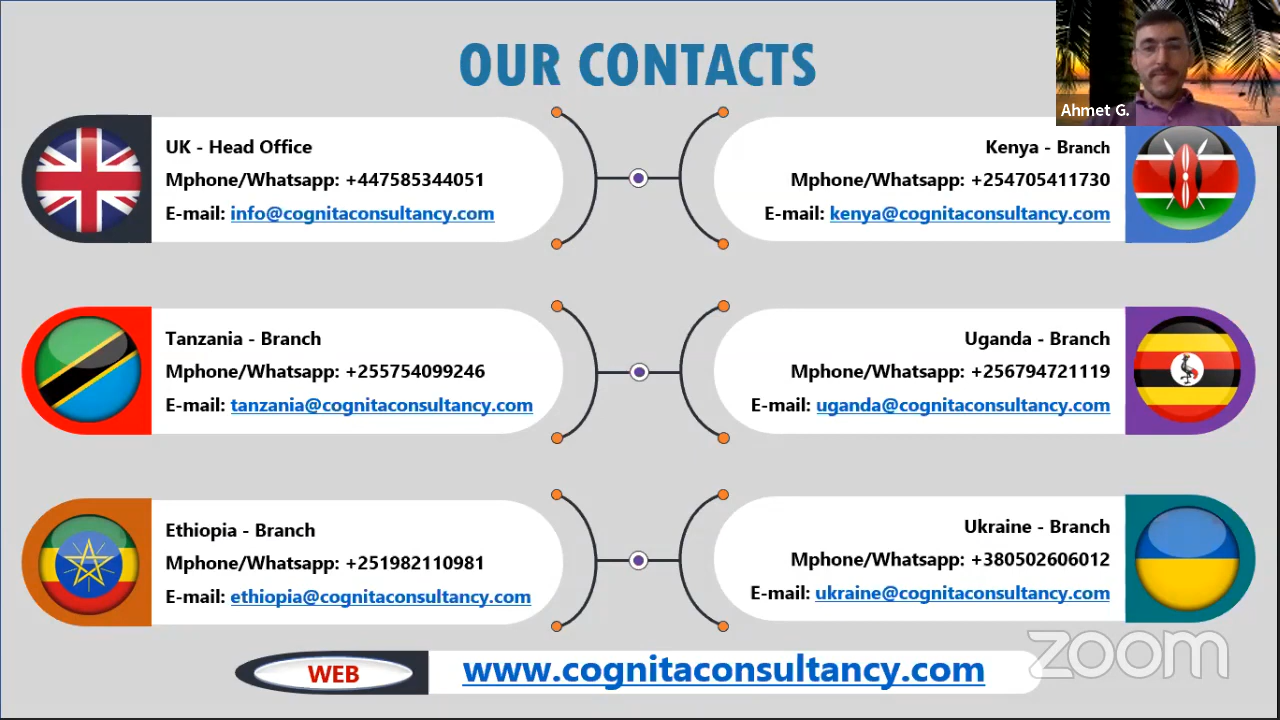 OUR CONTACTS
Ahmet G.
UK - Head Office
Mphone/Whatsapp: +447585344051
E-mail: info@cognitaconsultancy.com
Kenya - Branch
Mphone/Whatsapp: +254705411730
E-mail: kenya@cognitaconsultancy.com
Tanzania - Branch
Mphone/Whatsapp: +255754099246
E-mail: tanzania@cognitaconsultancy.com
Uganda - Branch
Mphone/Whatsapp: +256794721119
E-mail: uganda@cognitaconsultancy.com
Ethiopia - Branch
Mphone/Whatsapp: +251982110981
E-mail: ethiopia@cognitaconsultancy.com
Ukraine - Branch
Mphone/Whatsapp: +380502606012
E-mail: ukraine@cognitaconsultancy.com
WEB
www.cognitaconsultancy.com
zoom